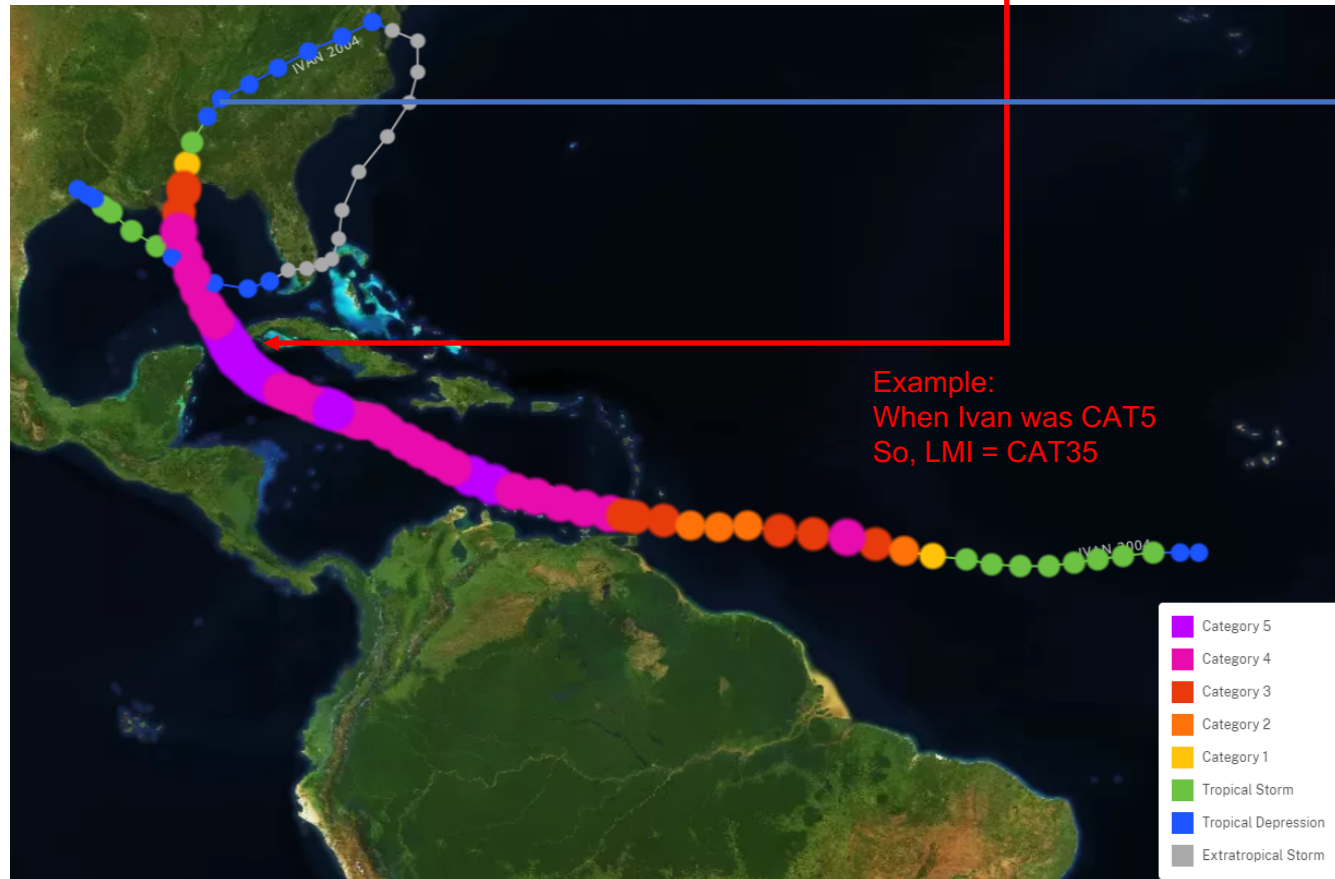 IVAN 2004
Example:
When Ivan was CAT5
So, LMI = CAT35
IVAN 2004
Category 5
Category 4
Category 3
Category 2
Category 1
Tropical Storm
Tropical Depression
Extratropical Storm